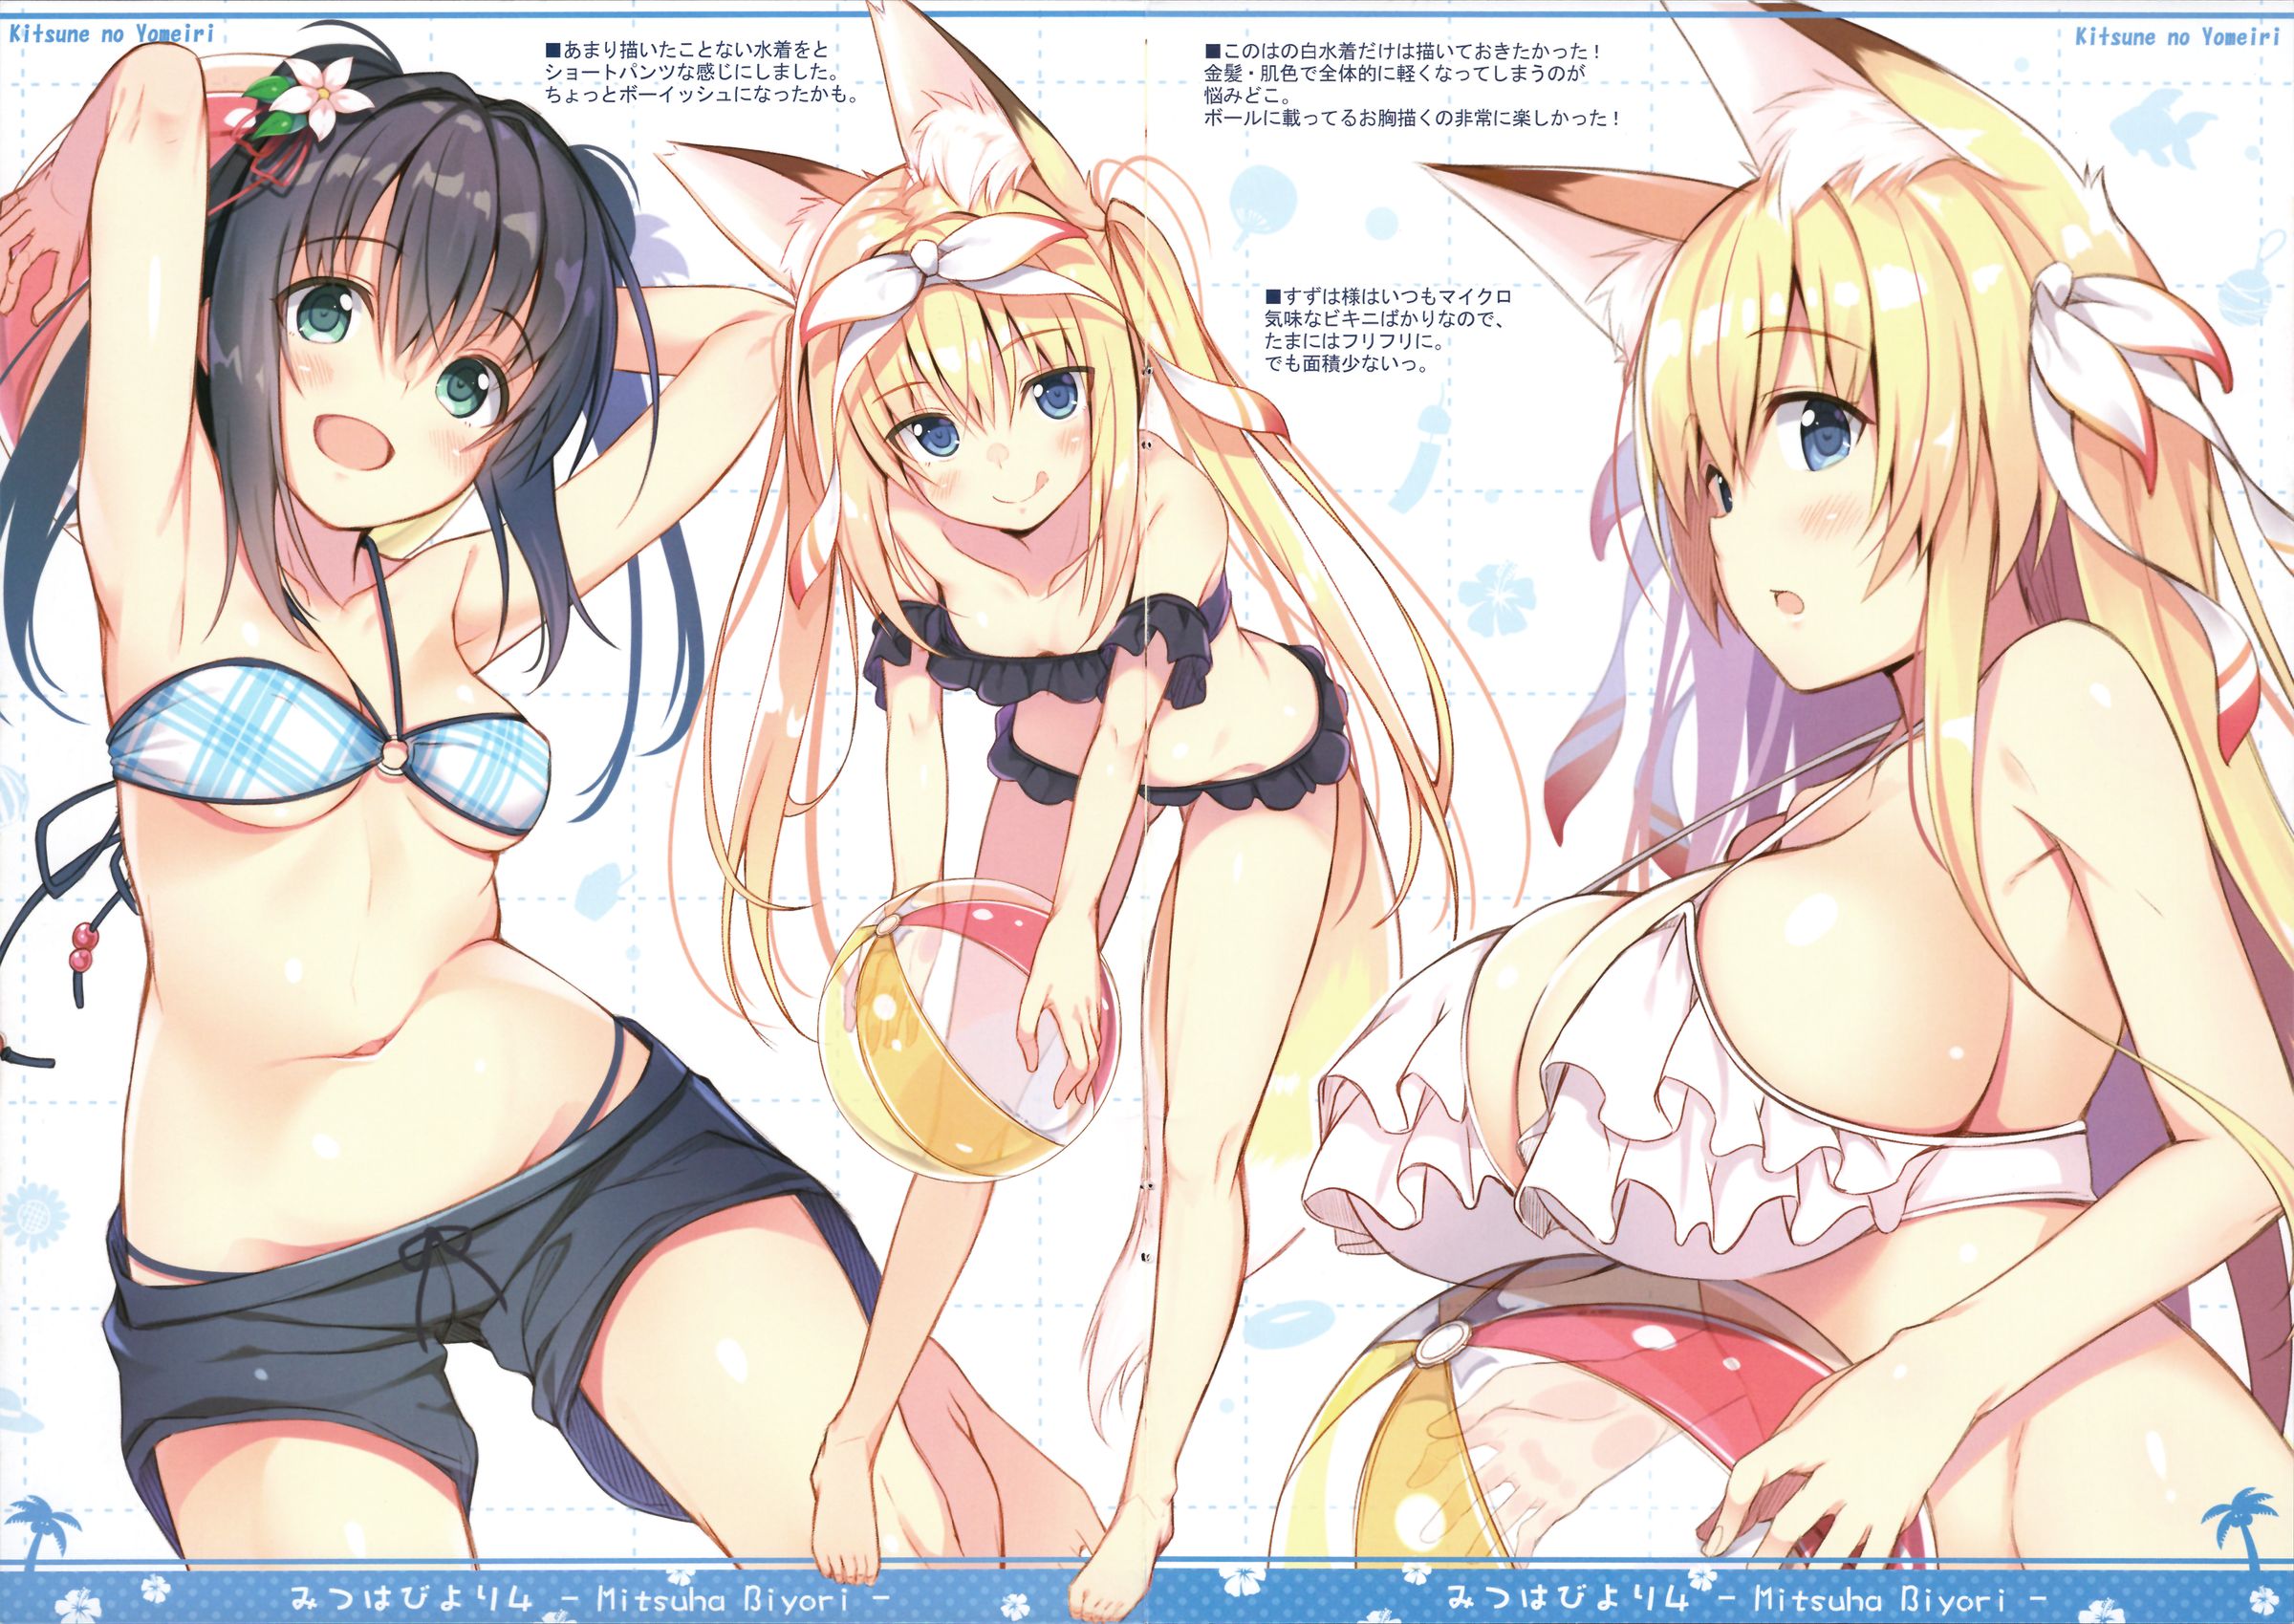 Kitsune no Yomeiri
Kitsune no Yomeiri
■あまり描いたことない水着をと
ショートパンツな感じにしました。
ちょっとボーイッシュになったかも。
■このはの白水着だけは描いておきたかった！
金髪・肌色で全体的に軽くなってしまうのが
悩みどこ。
ボールに載ってるお胸描くの非常に楽しかった！
■すずは様はいつもマイクロ
気味なビキニばかりなので、
たまにはフリフリに。
でも面積少ないっ。
みつはびより4 - Mitsuha Biyori -
みつはびより4 - Mitsuha Biyori -